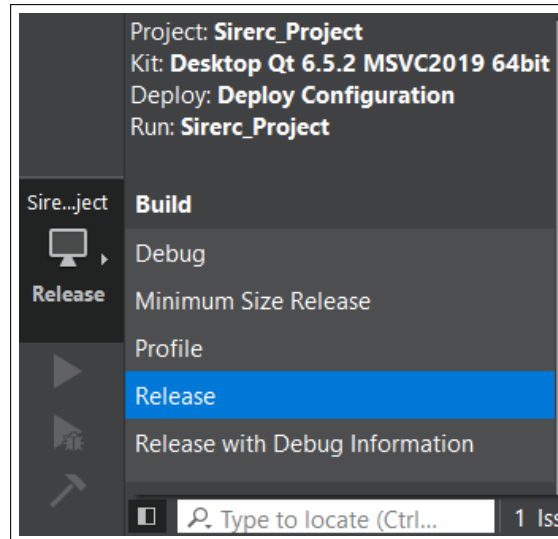 Project: Sirerc_Project
Kit: Desktop Qt 6.5.2 MSVC2019 64bit
Deploy: Deploy Configuration
Run: Sirerc_Project
Sire...ject
Release
Build
Debug
Minimum Size Release
Profile
Release
Release with Debug Information
Type to locate (Ctrl...
1 Iss